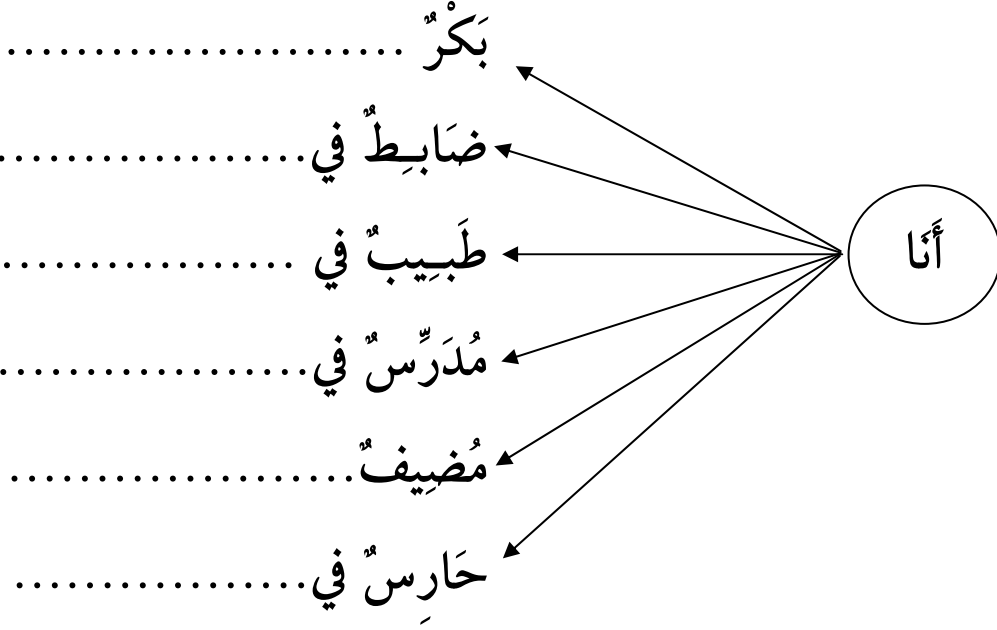 أَنَا
بَكْرٌ .......................
ضَابِطٌ في..................
طَبِيبٌ في .................
مُدَرِّسٌ في..................
مُضِيفٌ....................
حَارِسٌ في.................